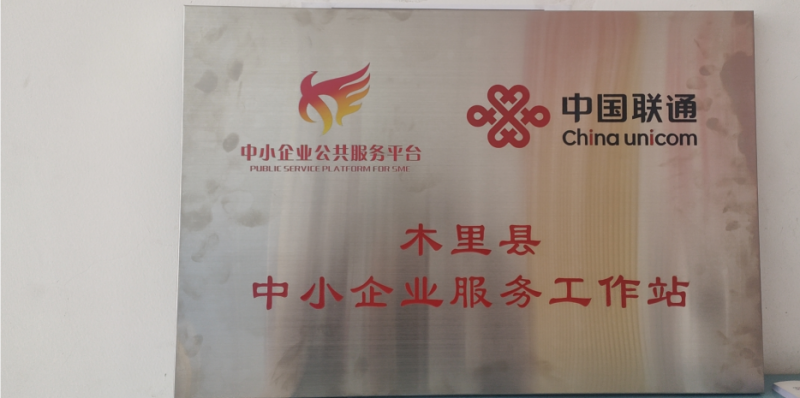 中小企业公共服务平台
PUBLIC SERVICE PLATFORM FOR SME
中国联通
China unicom
木里县
中小企业服务工作站